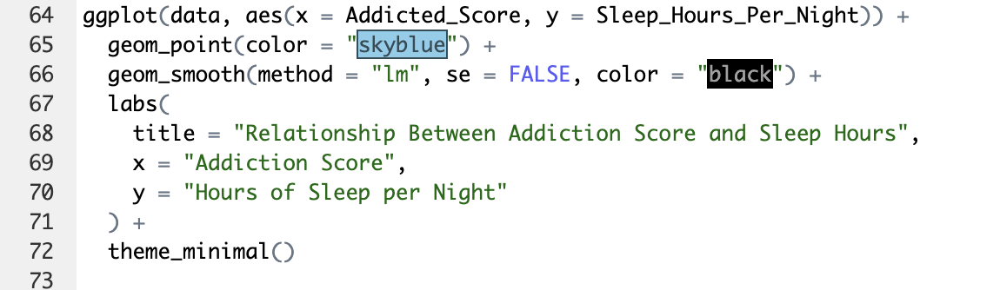 64 ggplot(data, aes(x = Addicted_Score, y = Sleep_Hours_Per_Night)) +
65   geom_point(color = "skyblue") +
66   geom_smooth(method = "lm", se = FALSE, color = "black") +
67   labs(
68     title = "Relationship Between Addiction Score and Sleep Hours",
69     x = "Addiction Score",
70     y = "Hours of Sleep per Night"
71   ) +
72   theme_minimal()
73